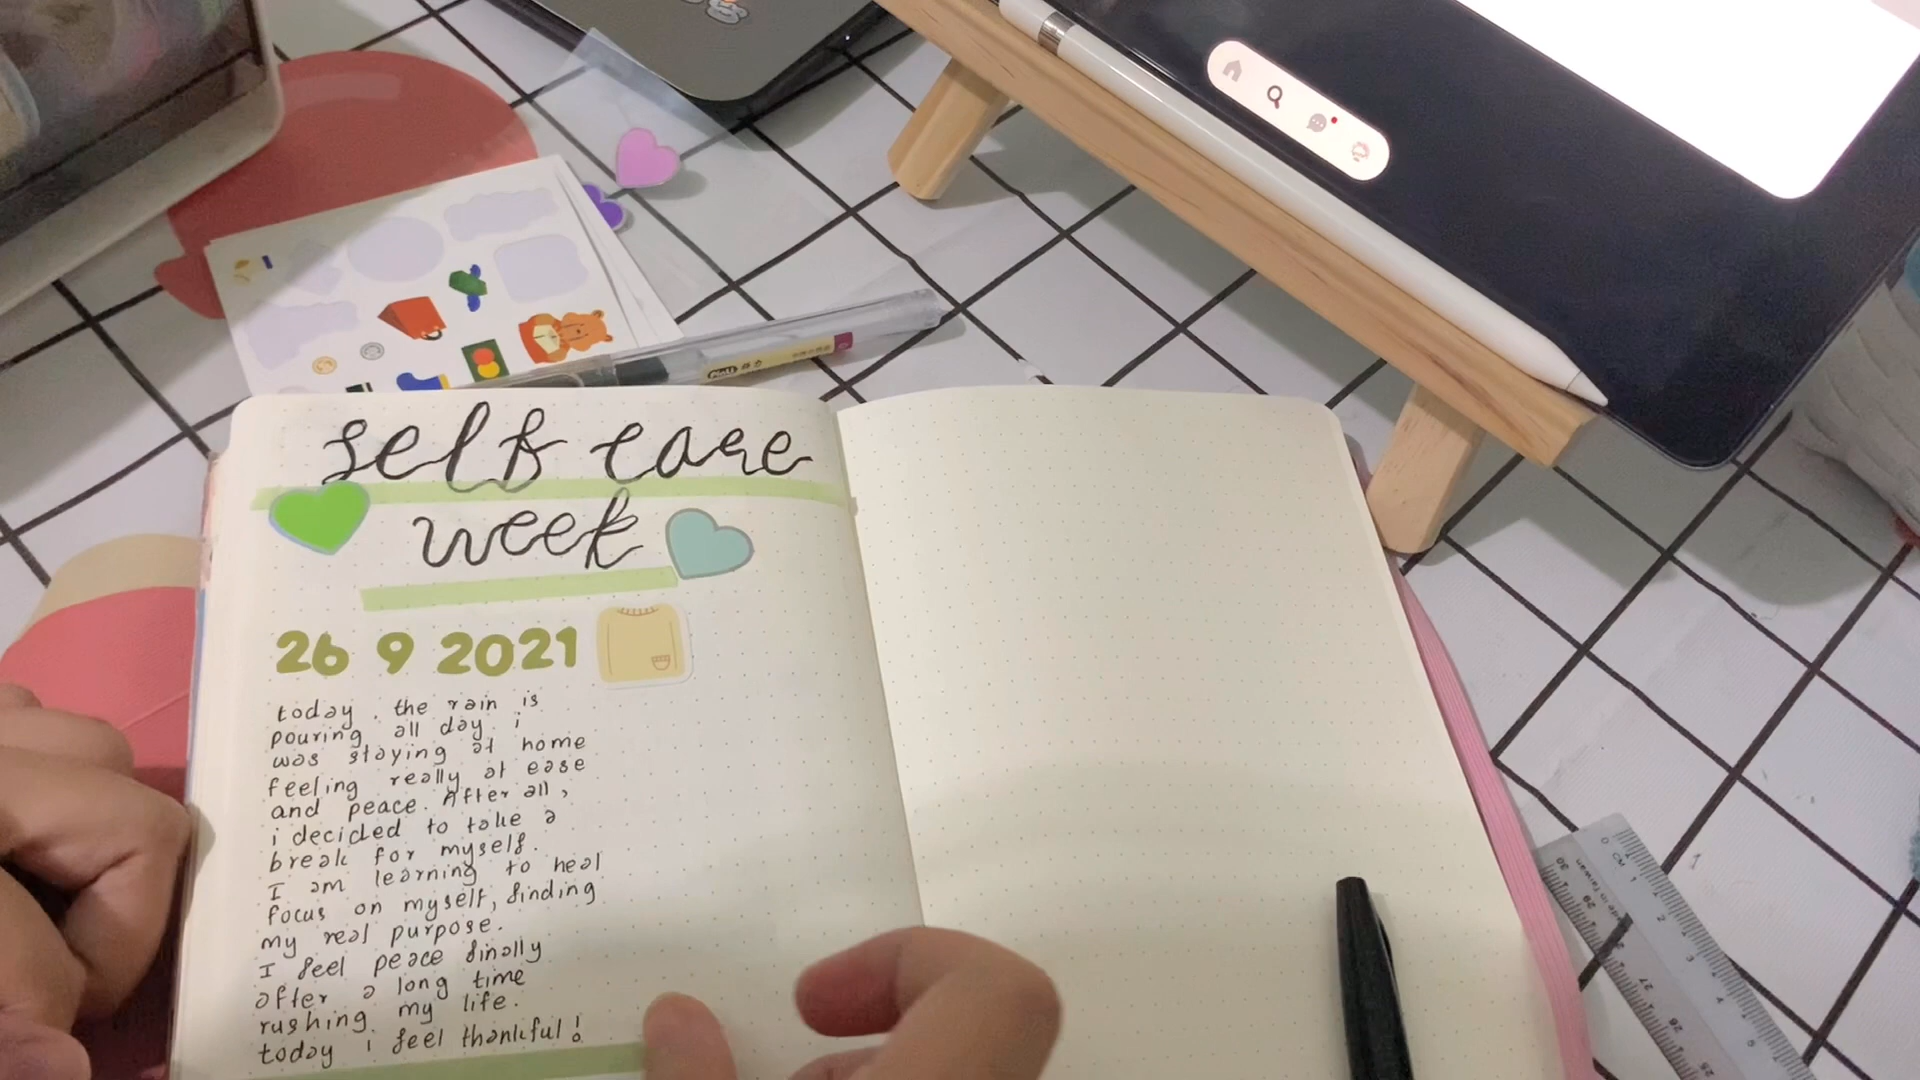 self care
week
26 9 2021
today, the rain is
pouring all day. i
was staying at home
feeling really at ease
and peace. After all,
i decided to take a
break for myself.
I am learning to heal
focus on myself, finding
my real purpose.
I feel peace finally
after a long time
rushing my life.
today i feel thankful!